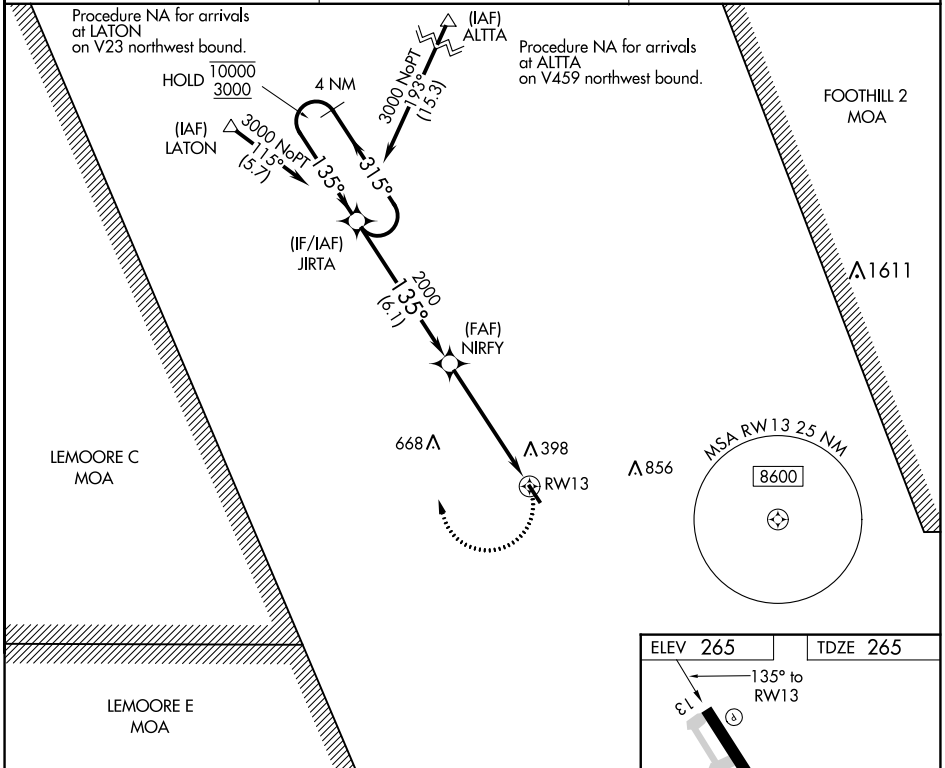 Procedure NA for arrivals
at LATON
on V23 northwest bound.
(IAF)
ALTTA
Procedure NA for arrivals
at ALTTA
on V459 northwest bound.
HOLD
10000
3000
4 NM
3000 NoPT
193°
(15.3)
FOOTHILL 2
MOA
(IAF)
LATON
3000 NoPT
115°
(5.7)
135°
315°
(IF/IAF)
JIRTA
2000
135°
(6.1)
1611
(FAF)
NIRFY
668
398
856
RW13
LEMOORE C
MOA
MSA RW13 25 NM
8600
ELEV 265
TDZE 265
135° to
RW13
13
P
LEMOORE E
MOA